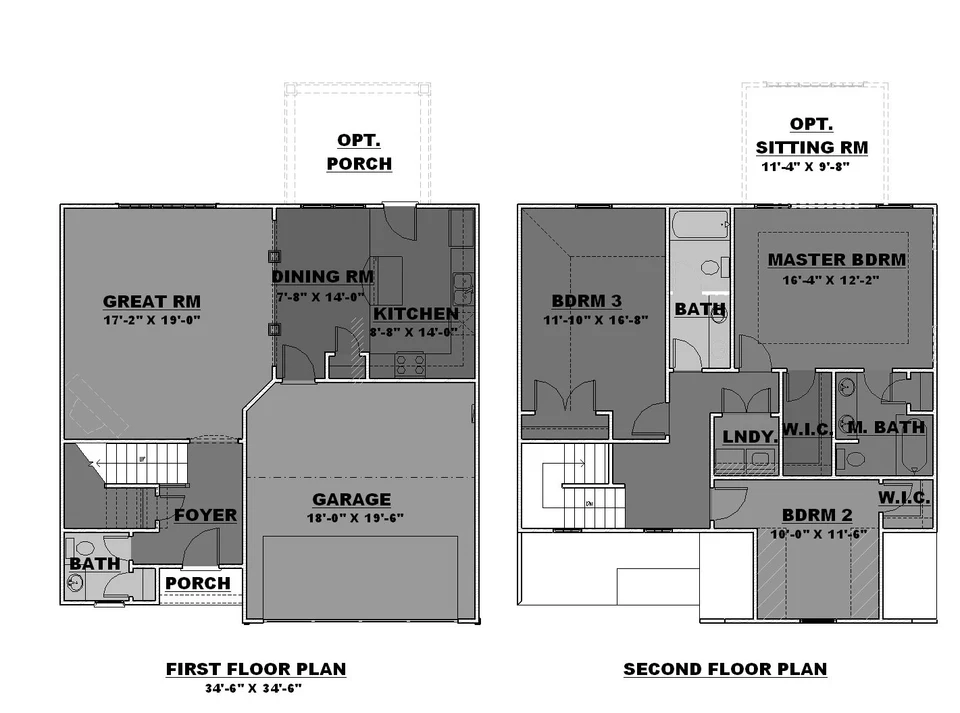 OPT.
PORCH
GREAT RM
17'-2" X 19'-0"
DINING RM
7'-8" X 14'-0"
KITCHEN
8'-8" X 14'-0"
GARAGE
18'-0" X 19'-6"
FOYER
BATH
PORCH
FIRST FLOOR PLAN
34'-6" X 34'-6"
OPT.
SITTING RM
11'-4" X 9'-8"
BDRM 3
11'-10" X 16'-8"
BATH
MASTER BDRM
16'-4" X 12'-2"
LNDY.
W.I.C.
M. BATH
W.I.C.
BDRM 2
10'-0" X 11'-6"
SECOND FLOOR PLAN